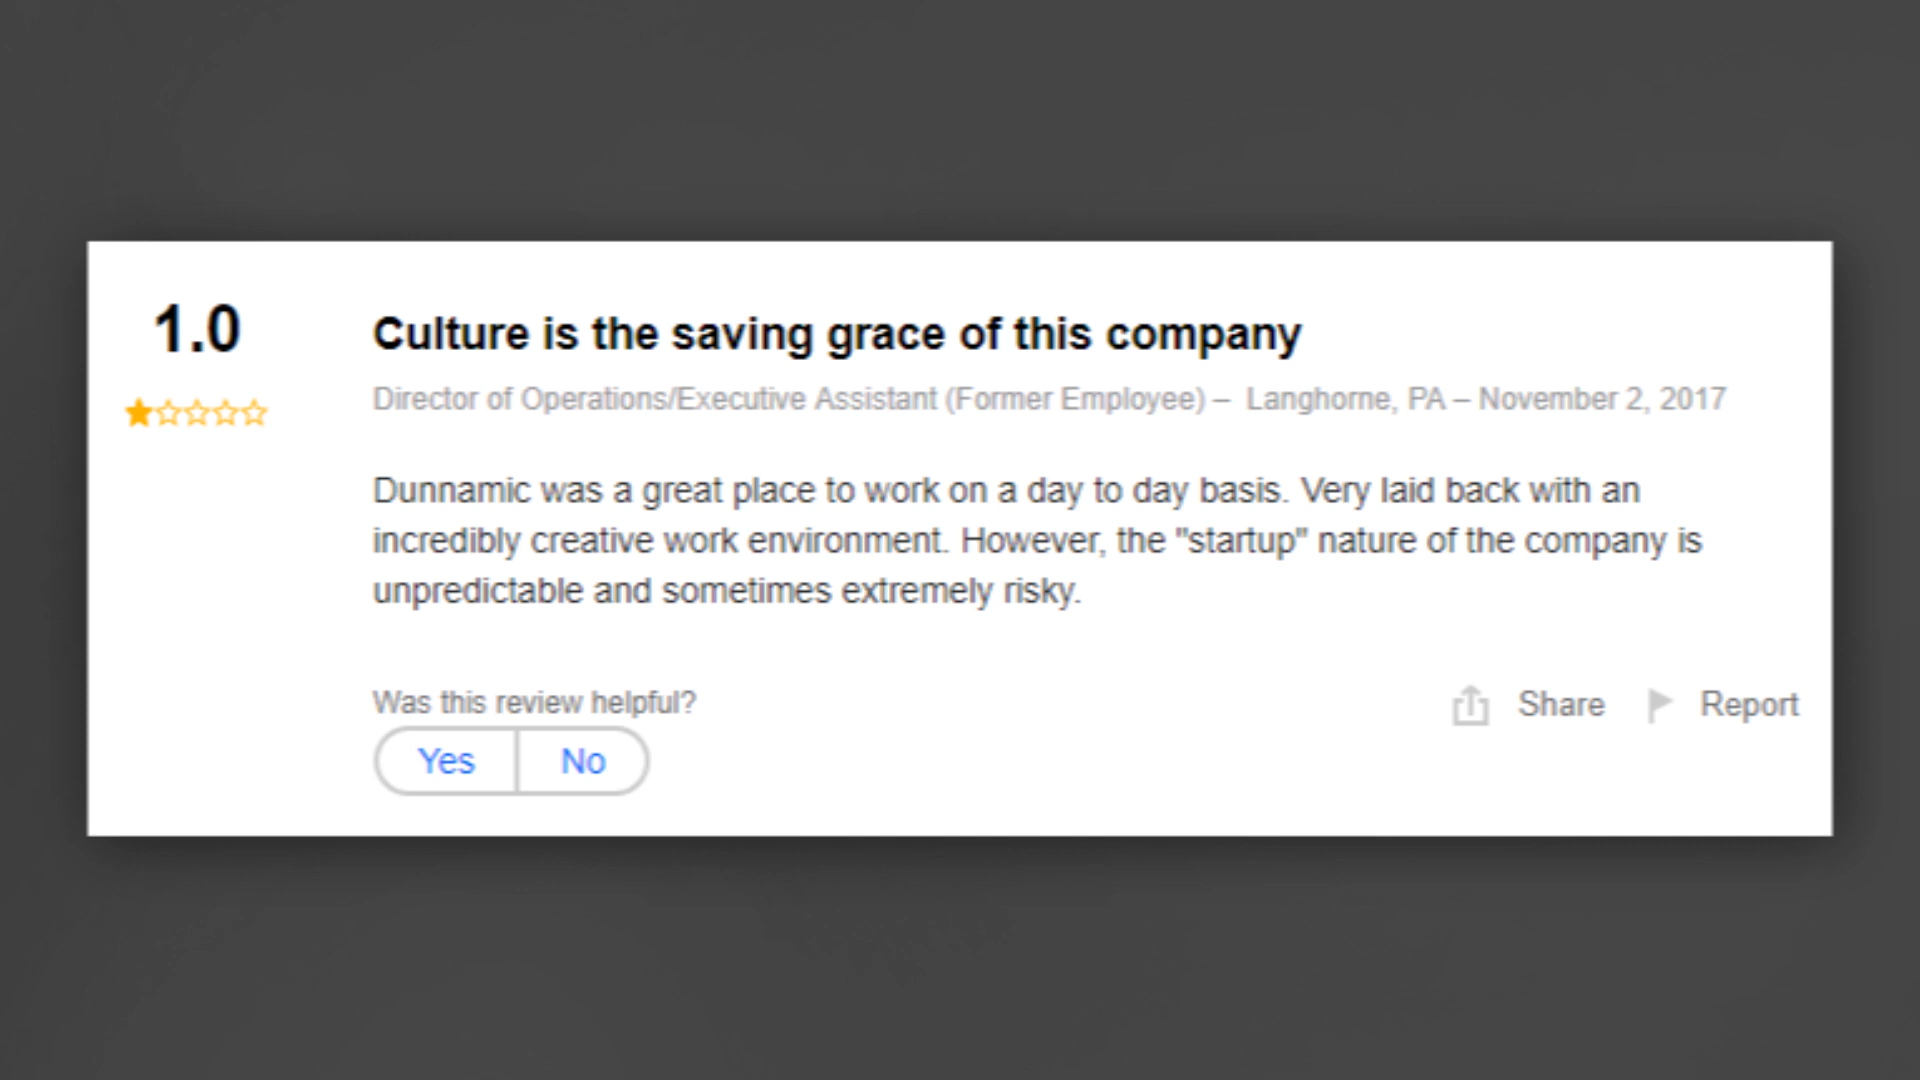 1.0
Culture is the saving grace of this company
Director of Operations/Executive Assistant (Former Employee) – Langhorne, PA – November 2, 2017
Dunnamic was a great place to work on a day to day basis. Very laid back with an
incredibly creative work environment. However, the "startup" nature of the company is
unpredictable and sometimes extremely risky.
Was this review helpful?
Yes No
Share Report